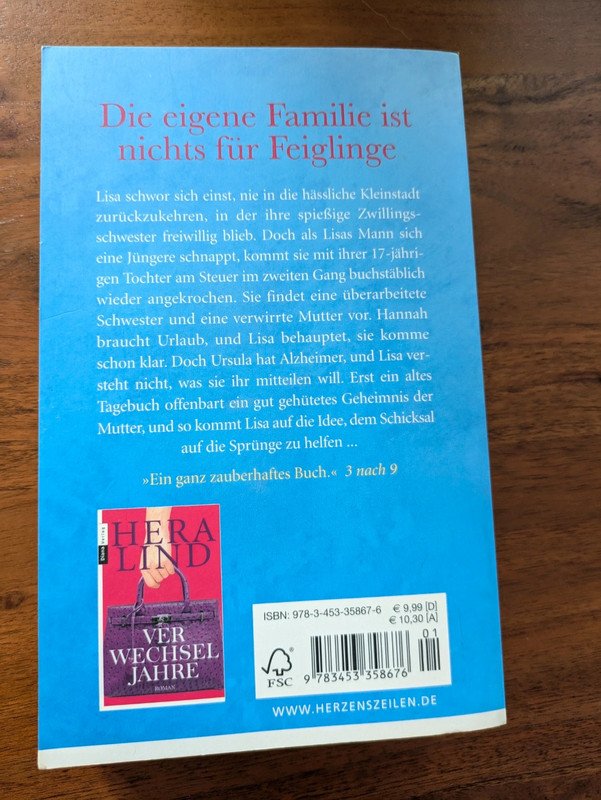 Die eigene Familie ist
nichts für Feiglinge
Lisa schwor sich einst, nie in die hässliche Kleinstadt
zurückzukehren, in der ihre spießige Zwillings-
schwester freiwillig blieb. Doch als Lisas Mann sich
eine Jüngere schnappt, kommt sie mit ihrer 17-jähri-
gen Tochter am Steuer im zweiten Gang buchstäblich
wieder angekrochen. Sie findet eine überarbeitete
Schwester und eine verwirrte Mutter vor. Hannah
braucht Urlaub, und Lisa behauptet, sie komme
schon klar. Doch Ursula hat Alzheimer, und Lisa ver-
steht nicht, was sie ihr mitteilen will. Erst ein altes
Tagebuch offenbart ein gut gehütetes Geheimnis der
Mutter, und so kommt Lisa auf die Idee, dem Schicksal
auf die Sprünge zu helfen ...
»Ein ganz zauberhaftes Buch.« 3 nach 9
Diana Verlag
HERA
LIND
VER
WECHSEL
JAHRE
ROMAN
ISBN: 978-3-453-35867-6
€ 9,99 [D]
€ 10,30 [A]
01
FSC
9 783453 358676
WWW.HERZENSZEILEN.DE